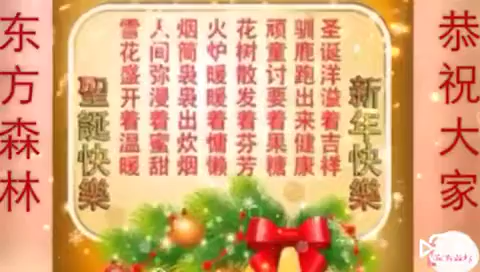 恭祝大家
新年快樂
圣诞洋溢着吉祥
驯鹿跑出来健康
顽童讨要着果糖
花树散发着芬芳
火炉暖暖着慵懒
烟筒袅袅出炊烟
人间弥漫着蜜甜
雪花盛开着温暖
聖誕快樂
东方森林